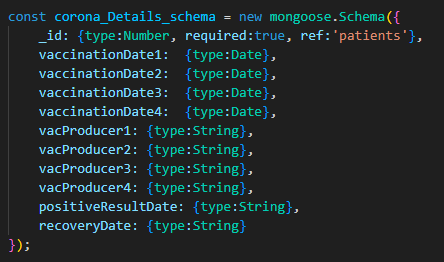 const corona_Details_schema = new mongoose.Schema({
    _id: {type:Number, required:true, ref:'patients'},
    vaccinationDate1:  {type:Date},
    vaccinationDate2:  {type:Date},
    vaccinationDate3:  {type:Date},
    vaccinationDate4:  {type:Date},
    vacProducer1: {type:String},
    vacProducer2: {type:String},
    vacProducer3: {type:String},
    vacProducer4: {type:String},
    positiveResultDate: {type:String},
    recoveryDate: {type:String}
});